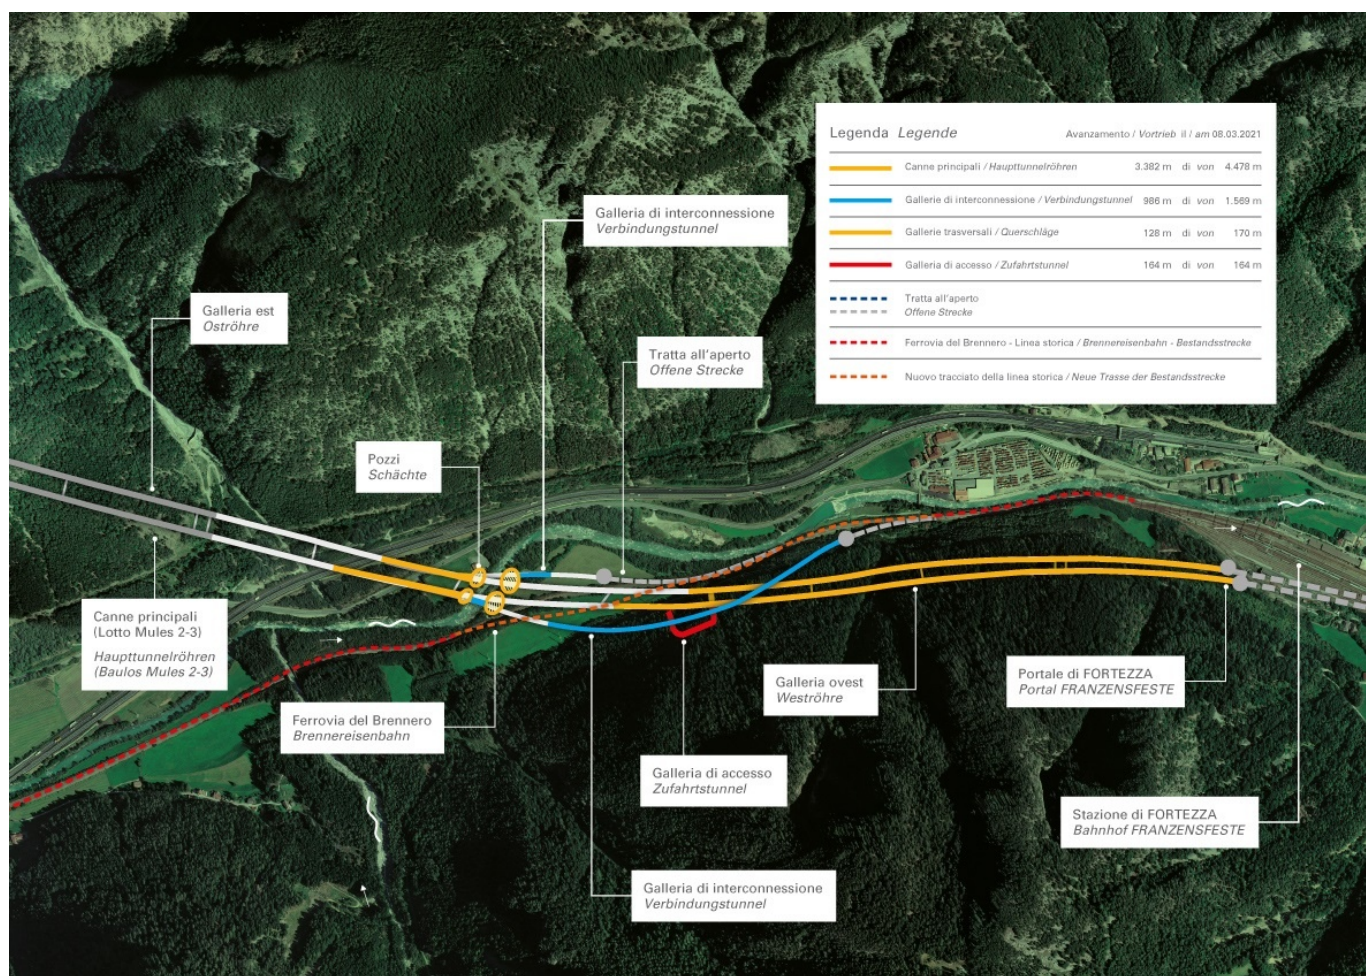 Legenda Legende Avanzamento / Vortrieb il / am 08.03.2021
Canne principali / Haupttunnelröhren 3.382 m di von 4.478 m
Gallerie di interconnessione / Verbindungstunnel 986 m di von 1.569 m
Gallerie trasversali / Querschläge 128 m di von 170 m
Galleria di accesso / Zufahrtstunnel 164 m di von 164 m
Tratta all'aperto
Offene Strecke
Ferrovia del Brennero - Linea storica / Brennereisenbahn - Bestandsstrecke
Nuovo tracciato della linea storica / Neue Trasse der Bestandsstrecke
Galleria di interconnessione
Verbindungstunnel
Galleria est
Oströhre
Tratta all'aperto
Offene Strecke
Pozzi
Schächte
Canne principali
(Lotto Mules 2-3)
Haupttunnelröhren
(Baulos Mules 2-3)
Ferrovia del Brennero
Brennereisenbahn
Galleria ovest
Weströhre
Portale di FORTEZZA
Portal FRANZENSFESTE
Galleria di accesso
Zufahrtstunnel
Stazione di FORTEZZA
Bahnhof FRANZENSFESTE
Galleria di interconnessione
Verbindungstunnel